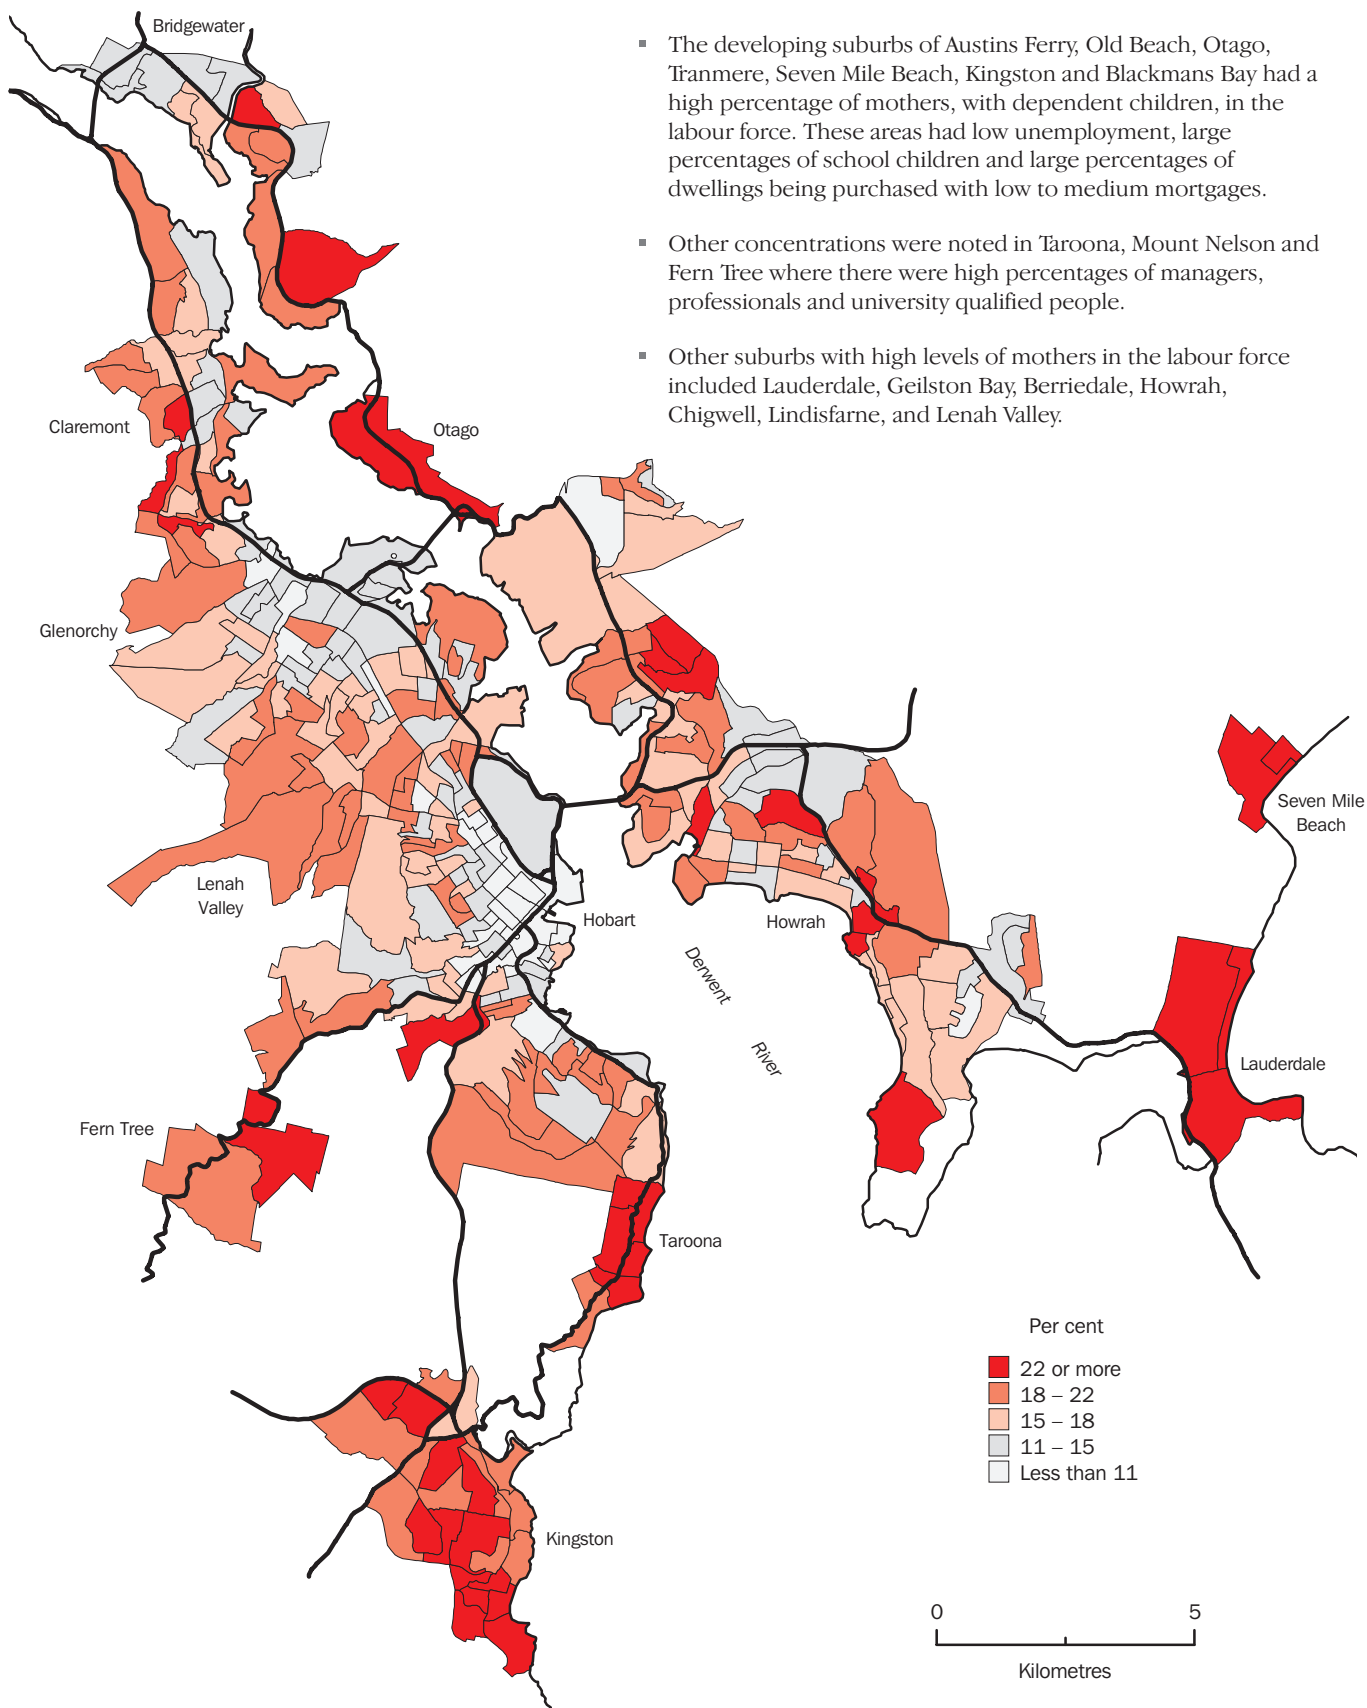 Bridgewater
▪ The developing suburbs of Austins Ferry, Old Beach, Otago,
Tranmere, Seven Mile Beach, Kingston and Blackmans Bay had a
high percentage of mothers, with dependent children, in the
labour force. These areas had low unemployment, large
percentages of school children and large percentages of
dwellings being purchased with low to medium mortgages.
▪ Other concentrations were noted in Taroona, Mount Nelson and
Fern Tree where there were high percentages of managers,
professionals and university qualified people.
▪ Other suburbs with high levels of mothers in the labour force
included Lauderdale, Geilston Bay, Berriedale, Howrah,
Chigwell, Lindisfarne, and Lenah Valley.
Claremont
Otago
Glenorchy
Seven Mile
Beach
Lenah
Valley
Hobart
Howrah
Derwent
River
Lauderdale
Fern Tree
Taroona
Kingston
Per cent
22 or more
18 – 22
15 – 18
11 – 15
Less than 11
0 5
Kilometres